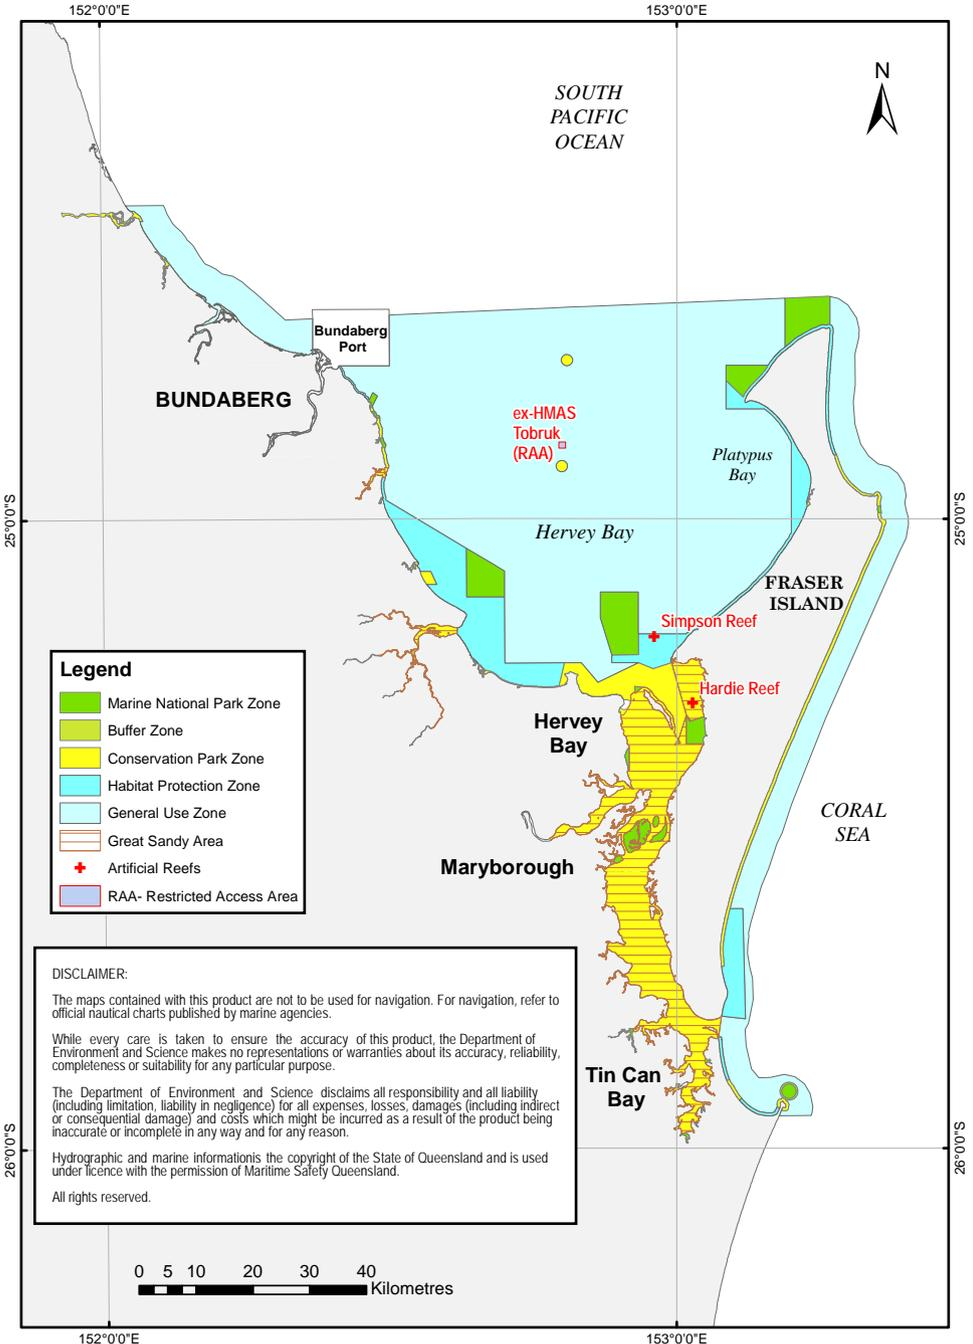 152°0'0"E
153°0'0"E
N
SOUTH
PACIFIC
OCEAN
Bundaberg
Port
BUNDABERG
ex-HMAS
Tobruk
(RAA)
Platypus
Bay
25°0'0"S
25°0'0"S
Hervey Bay
FRASER
ISLAND
Simpson Reef
Hardie Reef
Hervey
Bay
Legend
Marine National Park Zone
Buffer Zone
Conservation Park Zone
Habitat Protection Zone
General Use Zone
Great Sandy Area
Artificial Reefs
RAA- Restricted Access Area
CORAL
SEA
Maryborough
DISCLAIMER:
The maps contained with this product are not to be used for navigation. For navigation, refer to
official nautical charts published by marine agencies.
While every care is taken to ensure the accuracy of this product, the Department of
Environment and Science makes no representations or warranties about its accuracy, reliability,
completeness or suitability for any particular purpose.
The Department of Environment and Science disclaims all responsibility and all liability
(including limitation, liability in negligence) for all expenses, losses, damages (including indirect
or consequential damage) and costs which might be incurred as a result of the product being
inaccurate or incomplete in any way and for any reason.
Hydrographic and marine informationis the copyright of the State of Queensland and is used
under licence with the permission of Maritime Safety Queensland.
All rights reserved.
Tin Can
Bay
26°0'0"S
26°0'0"S
0 5 10 20 30 40
Kilometres
152°0'0"E
153°0'0"E